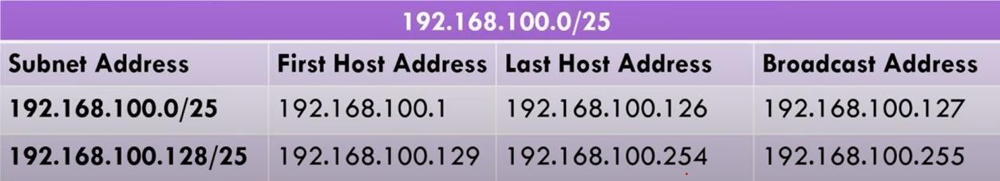 192.168.100.0/25
Subnet Address First Host Address Last Host Address Broadcast Address
192.168.100.0/25 192.168.100.1 192.168.100.126 192.168.100.127
192.168.100.128/25 192.168.100.129 192.168.100.254 192.168.100.255